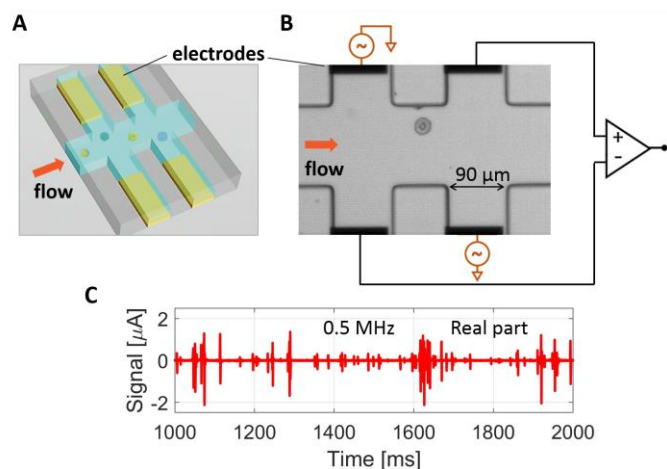 A
electrodes
flow
B
~
~
flow
90 μm
+
-
C
0.5 MHz Real part
Signal [μA]
2
0
-2
1000 1200 1400 1600 1800 2000
Time [ms]